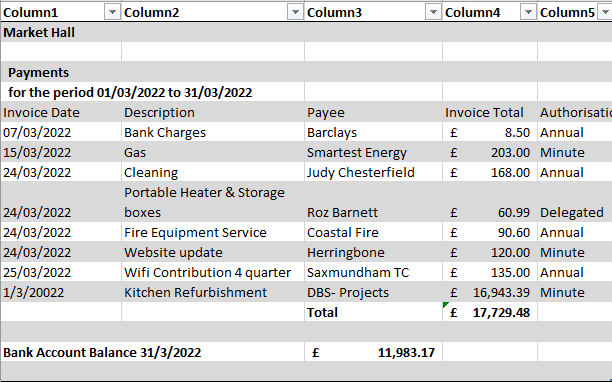 Column1 Column2 Column3 Column4 Column5
Market Hall
Payments
for the period 01/03/2022 to 31/03/2022
Invoice Date Description Payee Invoice Total Authorisatio
07/03/2022 Bank Charges Barclays £ 8.50 Annual
15/03/2022 Gas Smartest Energy £ 203.00 Minute
24/03/2022 Cleaning Judy Chesterfield £ 168.00 Annual
Portable Heater & Storage
24/03/2022 boxes Roz Barnett £ 60.99 Delegated
24/03/2022 Fire Equipment Service Coastal Fire £ 90.60 Annual
24/03/2022 Website update Herringbone £ 120.00 Minute
25/03/2022 Wifi Contribution 4 quarter Saxmundham TC £ 135.00 Annual
1/3/20022 Kitchen Refurbishment DBS- Projects £ 16,943.39 Minute
Total £ 17,729.48
Bank Account Balance 31/3/2022 £ 11,983.17